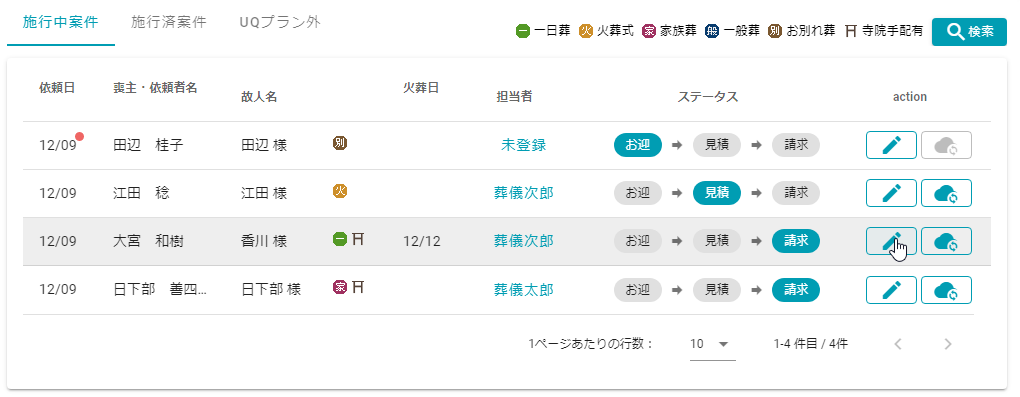 施行中案件 施行済案件 UQプラン外
一 一日葬 火 火葬式 家 家族葬 般 一般葬 別 お別れ葬 寺院手配有 検索
依頼日 喪主・依頼者名 故人名 火葬日 担当者 ステータス action
12/09 田辺 桂子 田辺 様 別 未登録 お迎 ➡ 見積 ➡ 請求
12/09 江田 稔 江田 様 火 葬儀次郎 お迎 ➡ 見積 ➡ 請求
12/09 大宮 和樹 香川 様 一 12/12 葬儀次郎 お迎 ➡ 見積 ➡ 請求
12/09 日下部 善四... 日下部 様 家 葬儀太郎 お迎 ➡ 見積 ➡ 請求
1ページあたりの行数： 10 1-4 件目 / 4件